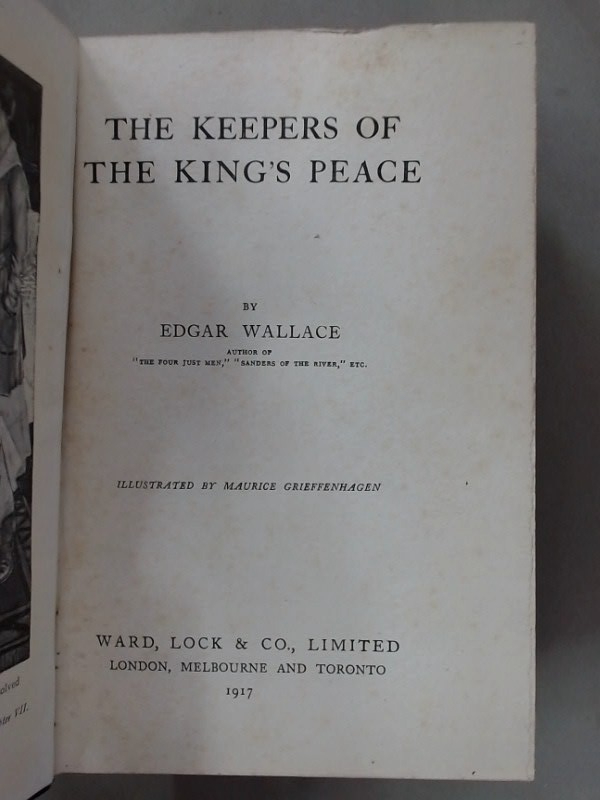 THE KEEPERS OF
THE KING'S PEACE
BY
EDGAR WALLACE
AUTHOR OF
"THE FOUR JUST MEN," "SANDERS OF THE RIVER," ETC.
ILLUSTRATED BY MAURICE GRIEFFENHAGEN
WARD, LOCK & CO., LIMITED
LONDON, MELBOURNE AND TORONTO
1917
VII.